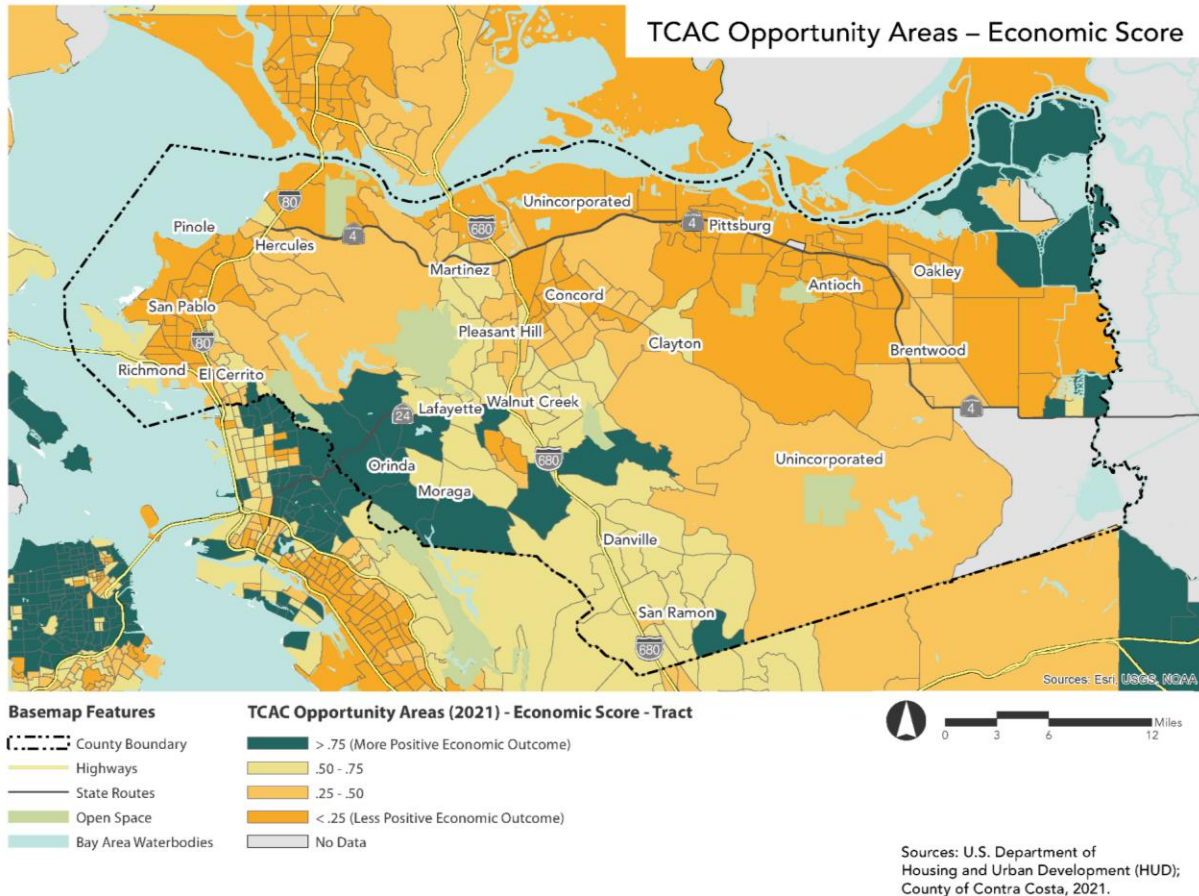 TCAC Opportunity Areas – Economic Score
80
Pinole
Hercules
4
680
Unincorporated
4
Pittsburg
Martinez
San Pablo
Concord
Antioch
Oakley
80
Pleasant Hill
Clayton
Brentwood
Richmond
El Cerrito
24
Lafayette
Walnut Creek
4
Orinda
680
Unincorporated
Moraga
Danville
San Ramon
680
Sources: Esri, USGS, NOAA
Basemap Features
County Boundary
Highways
State Routes
Open Space
Bay Area Waterbodies
TCAC Opportunity Areas (2021) - Economic Score - Tract
> .75 (More Positive Economic Outcome)
.50 - .75
.25 - .50
< .25 (Less Positive Economic Outcome)
No Data
Miles
0 3 6 12
Sources: U.S. Department of
Housing and Urban Development (HUD);
County of Contra Costa, 2021.